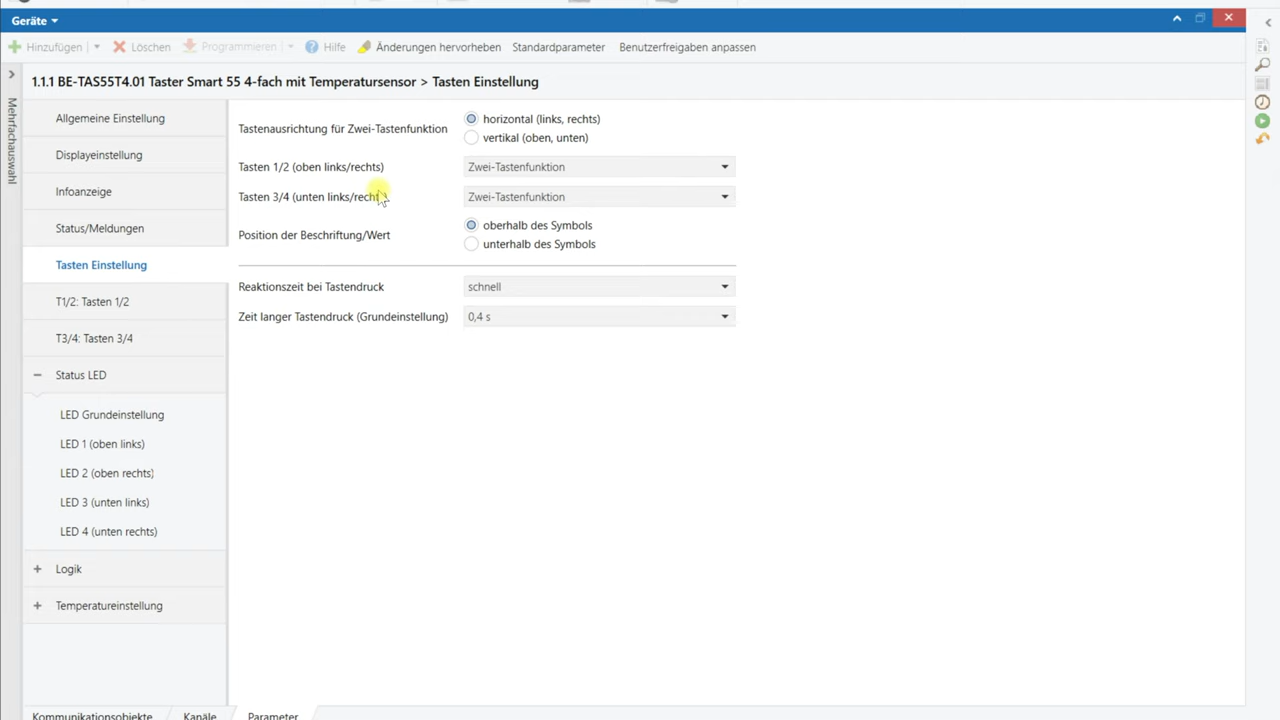 Geräte
Hinzufügen Löschen Programmieren Hilfe Änderungen hervorheben Standardparameter Benutzerfreigaben anpassen
1.1.1 BE-TAS55T4.01 Taster Smart 55 4-fach mit Temperatursensor > Tasten Einstellung
Mehrfachauswahl
Allgemeine Einstellung
Displayeinstellung
Infoanzeige
Status/Meldungen
Tasten Einstellung
T1/2: Tasten 1/2
T3/4: Tasten 3/4
Status LED
LED Grundeinstellung
LED 1 (oben links)
LED 2 (oben rechts)
LED 3 (unten links)
LED 4 (unten rechts)
Logik
Temperatureinstellung
Tastenausrichtung für Zwei-Tastenfunktion
horizontal (links, rechts)
vertikal (oben, unten)
Tasten 1/2 (oben links/rechts) Zwei-Tastenfunktion
Tasten 3/4 (unten links/rechts) Zwei-Tastenfunktion
Position der Beschriftung/Wert
oberhalb des Symbols
unterhalb des Symbols
Reaktionszeit bei Tastendruck schnell
Zeit langer Tastendruck (Grundeinstellung) 0,4 s
Kommunikationsobjekte Kanäle Parameter